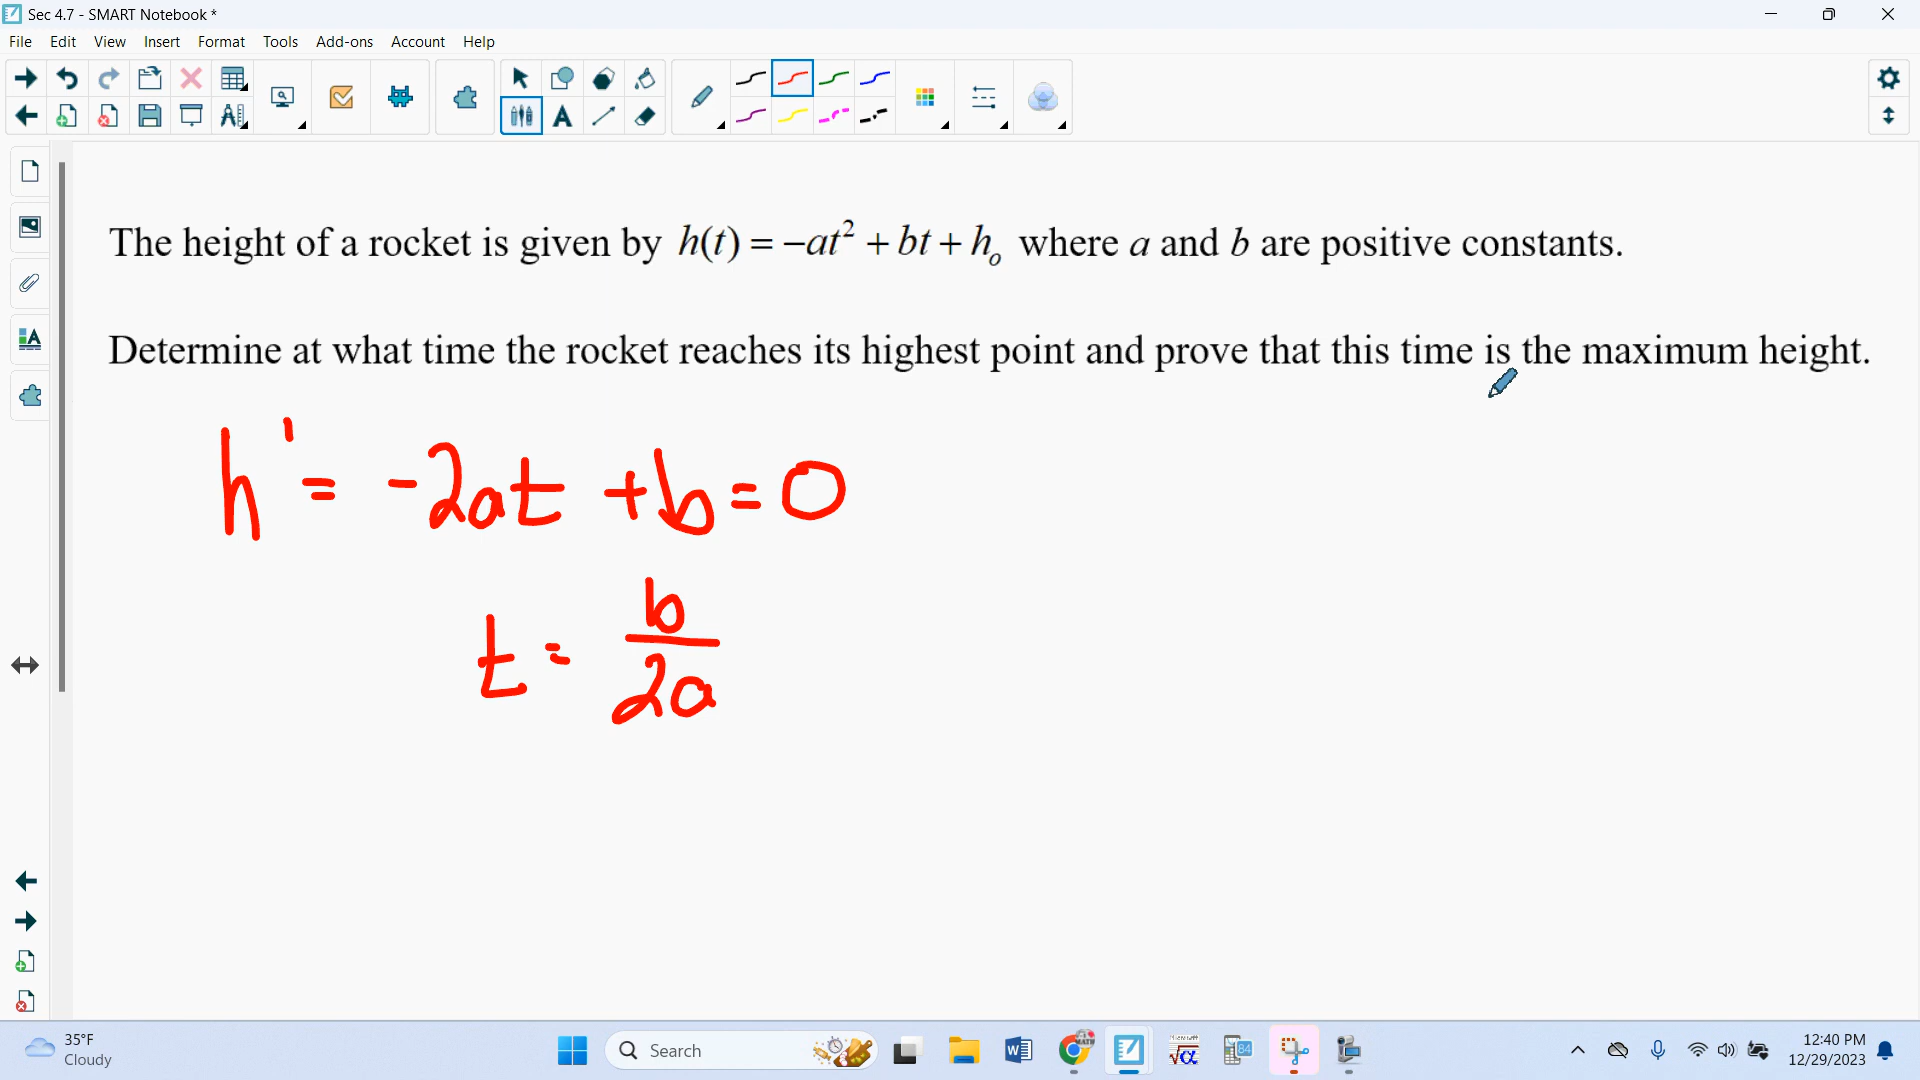 Sec 4.7 - SMART Notebook *
File Edit View Insert Format Tools Add-ons Account Help
The height of a rocket is given by h(t) = −at² + bt + h₀ where a and b are positive constants.
Determine at what time the rocket reaches its highest point and prove that this time is the maximum height.
h' = -2at + b = 0
t = b/2a
35°F
Cloudy
Search
12:40 PM
12/29/2023